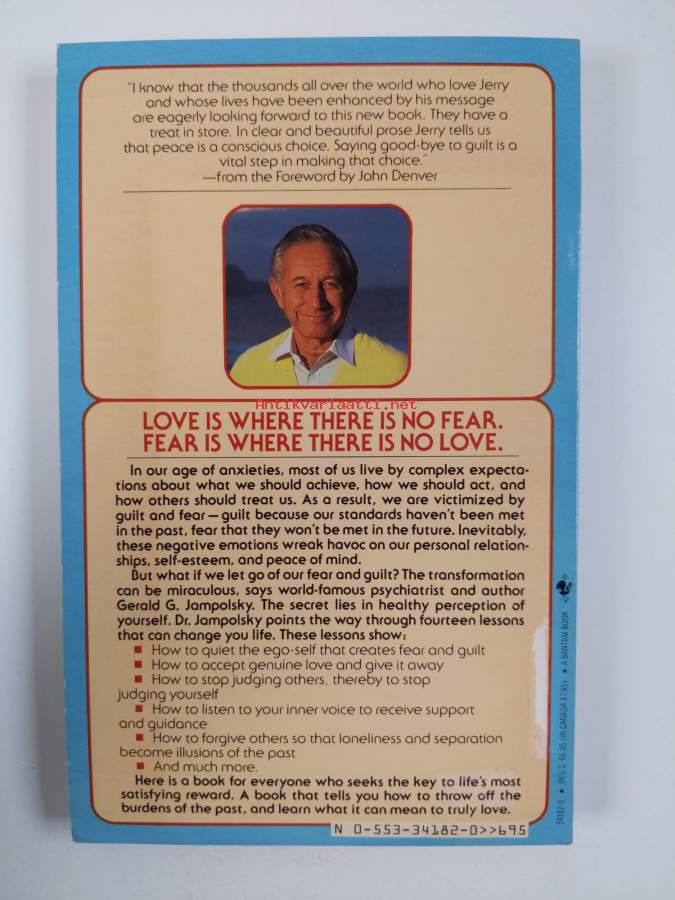 "I know that the thousands all over the world who love Jerry
and whose lives have been enhanced by his message
are eagerly looking forward to this new book. They have a
treat in store. In clear and beautiful prose Jerry tells us
that peace is a conscious choice. Saying good-bye to guilt is a
vital step in making that choice."
—from the Foreword by John Denver
Antikvariaatti.net
LOVE IS WHERE THERE IS NO FEAR.
FEAR IS WHERE THERE IS NO LOVE.
In our age of anxieties, most of us live by complex expecta-
tions about what we should achieve, how we should act, and
how others should treat us. As a result, we are victimized by
guilt and fear—guilt because our standards haven't been met
in the past, fear that they won't be met in the future. Inevitably,
these negative emotions wreak havoc on our personal relation-
ships, self-esteem, and peace of mind.
But what if we let go of our fear and guilt? The transformation
can be miraculous, says world-famous psychiatrist and author
Gerald G. Jampolsky. The secret lies in healthy perception of
yourself. Dr. Jampolsky points the way through fourteen lessons
that can change you life. These lessons show:
■ How to quiet the ego-self that creates fear and guilt
■ How to accept genuine love and give it away
■ How to stop judging others, thereby to stop
judging yourself
■ How to listen to your inner voice to receive support
and guidance
■ How to forgive others so that loneliness and separation
become illusions of the past
■ And much more.
Here is a book for everyone who seeks the key to life's most
satisfying reward. A book that tells you how to throw off the
burdens of the past, and learn what it can mean to truly love.
N 0-553-34182-0>>695
34182-0 ★ IN U.S. $6.95 (IN CANADA $7.95) ★ A BANTAM BOOK